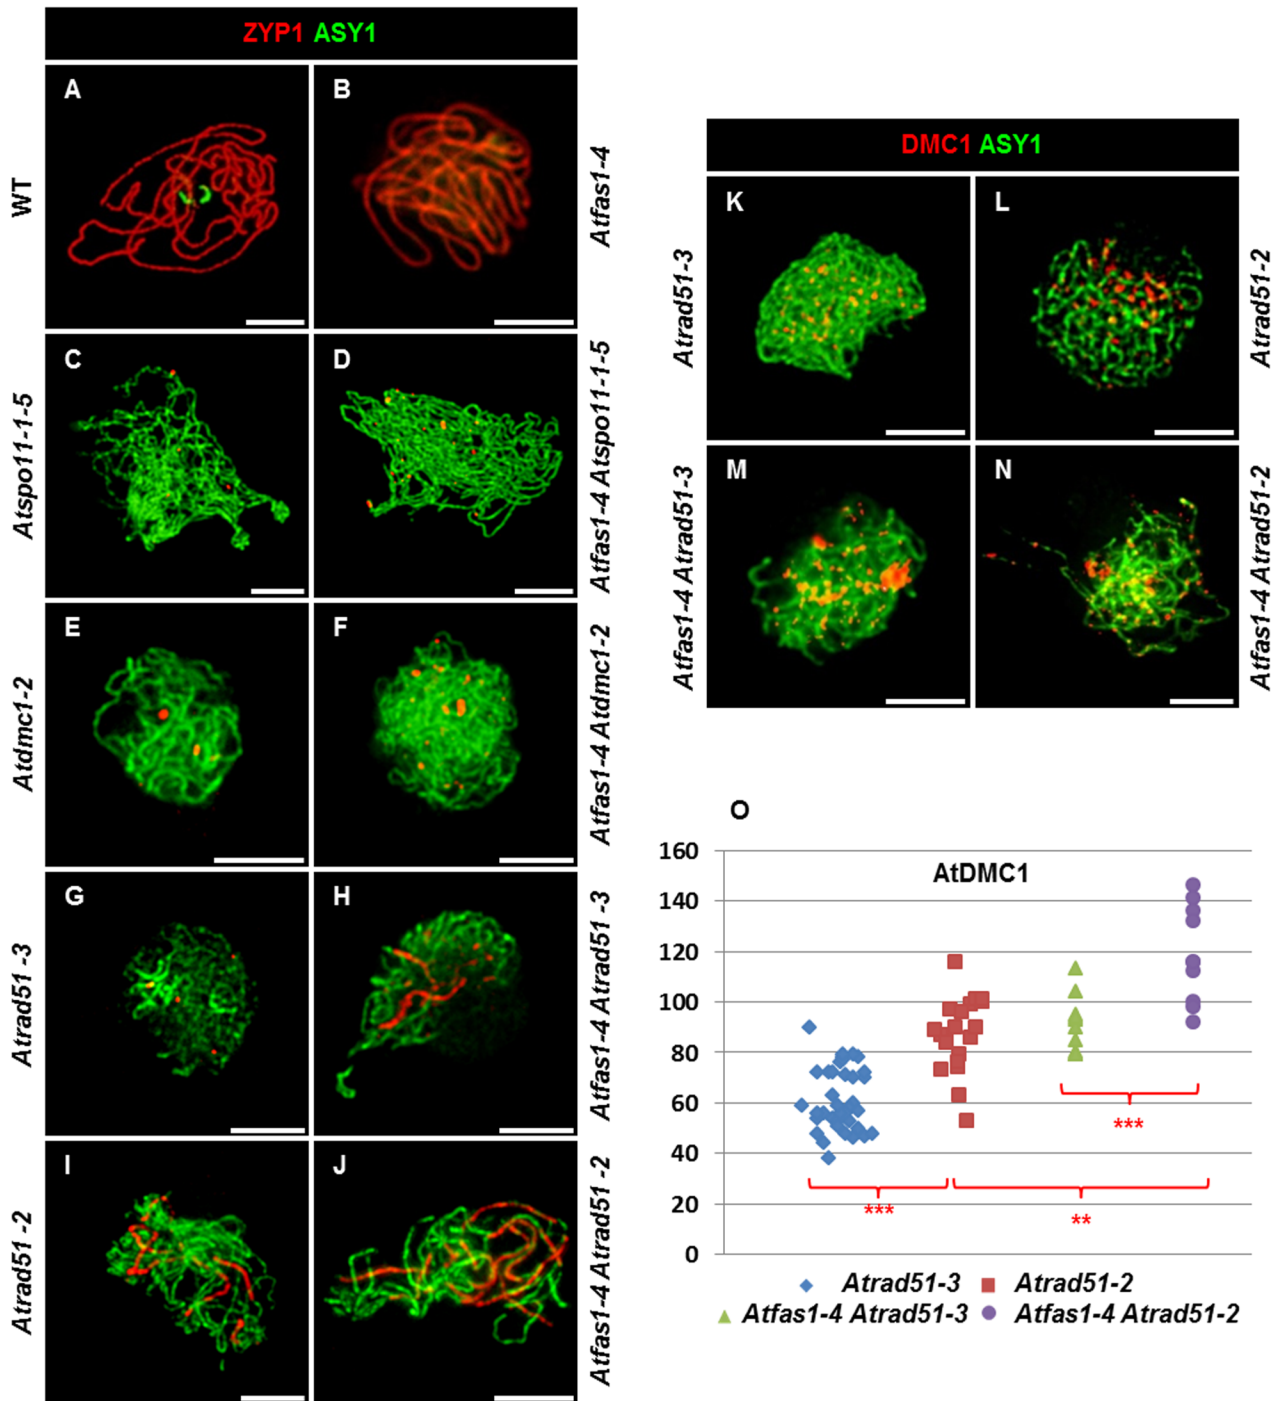 ZYP1 ASY1
A
B
WT
Atfas1-4
C
D
Atspo11-1-5
Atfas1-4 Atspo11-1-5
E
F
Atdmc1-2
Atfas1-4 Atdmc1-2
G
H
Atrad51 -3
Atfas1-4 Atrad51 -3
I
J
Atrad51 -2
Atfas1-4 Atrad51 -2
DMC1 ASY1
K
L
Atrad51-3
Atrad51-2
M
N
Atfas1-4 Atrad51-3
Atfas1-4 Atrad51-2
O
AtDMC1
160
140
120
100
80
60
40
20
0
***
***
**
Atrad51-3
Atrad51-2
Atfas1-4 Atrad51-3
Atfas1-4 Atrad51-2